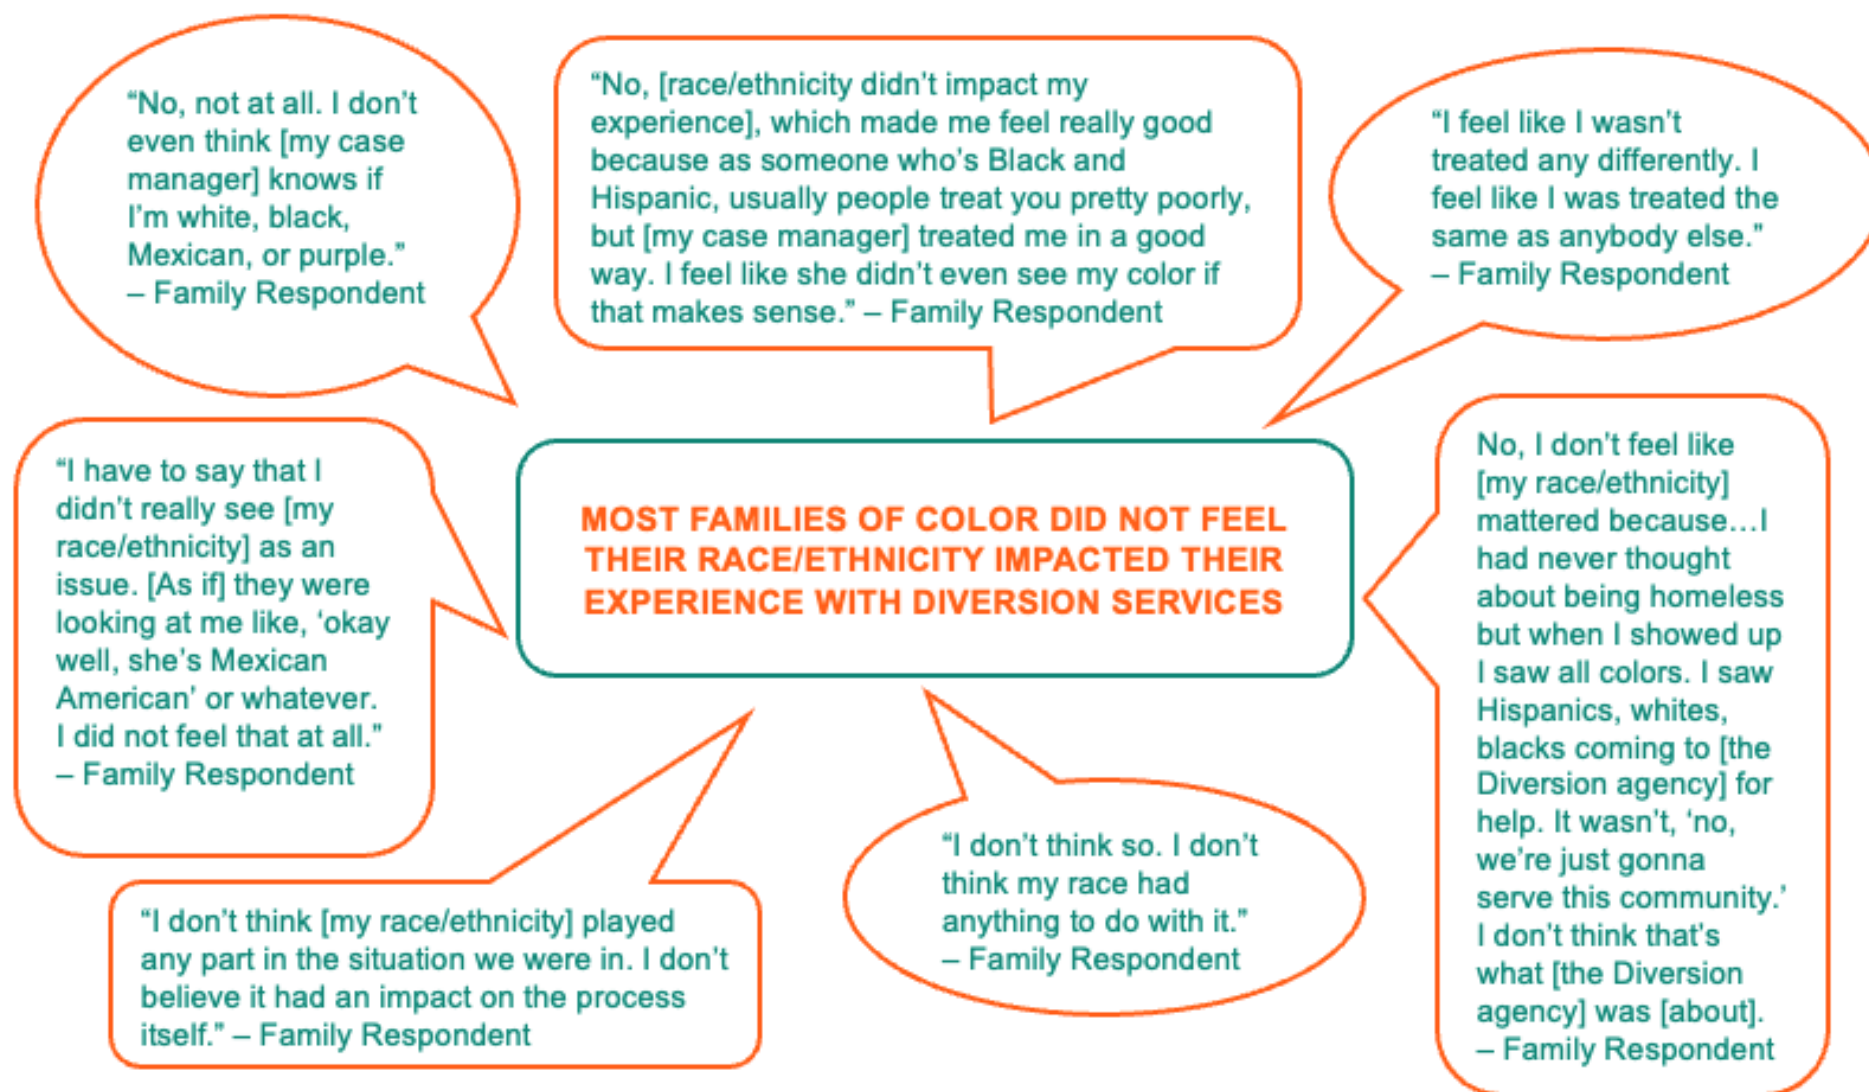 “No, not at all. I don’t
even think [my case
manager] knows if
I’m white, black,
Mexican, or purple.”
– Family Respondent
“No, [race/ethnicity didn’t impact my
experience], which made me feel really good
because as someone who’s Black and
Hispanic, usually people treat you pretty poorly,
but [my case manager] treated me in a good
way. I feel like she didn’t even see my color if
that makes sense.” – Family Respondent
“I feel like I wasn’t
treated any differently. I
feel like I was treated the
same as anybody else.”
– Family Respondent
“I have to say that I
didn’t really see [my
race/ethnicity] as an
issue. [As if] they were
looking at me like, ‘okay
well, she’s Mexican
American’ or whatever.
I did not feel that at all.”
– Family Respondent
MOST FAMILIES OF COLOR DID NOT FEEL
THEIR RACE/ETHNICITY IMPACTED THEIR
EXPERIENCE WITH DIVERSION SERVICES
No, I don’t feel like
[my race/ethnicity]
mattered because…I
had never thought
about being homeless
but when I showed up
I saw all colors. I saw
Hispanics, whites,
blacks coming to [the
Diversion agency] for
help. It wasn’t, ‘no,
we’re just gonna
serve this community.’
I don’t think that’s
what [the Diversion
agency] was [about].
– Family Respondent
“I don’t think [my race/ethnicity] played
any part in the situation we were in. I don’t
believe it had an impact on the process
itself.” – Family Respondent
“I don’t think so. I don’t
think my race had
anything to do with it.”
– Family Respondent